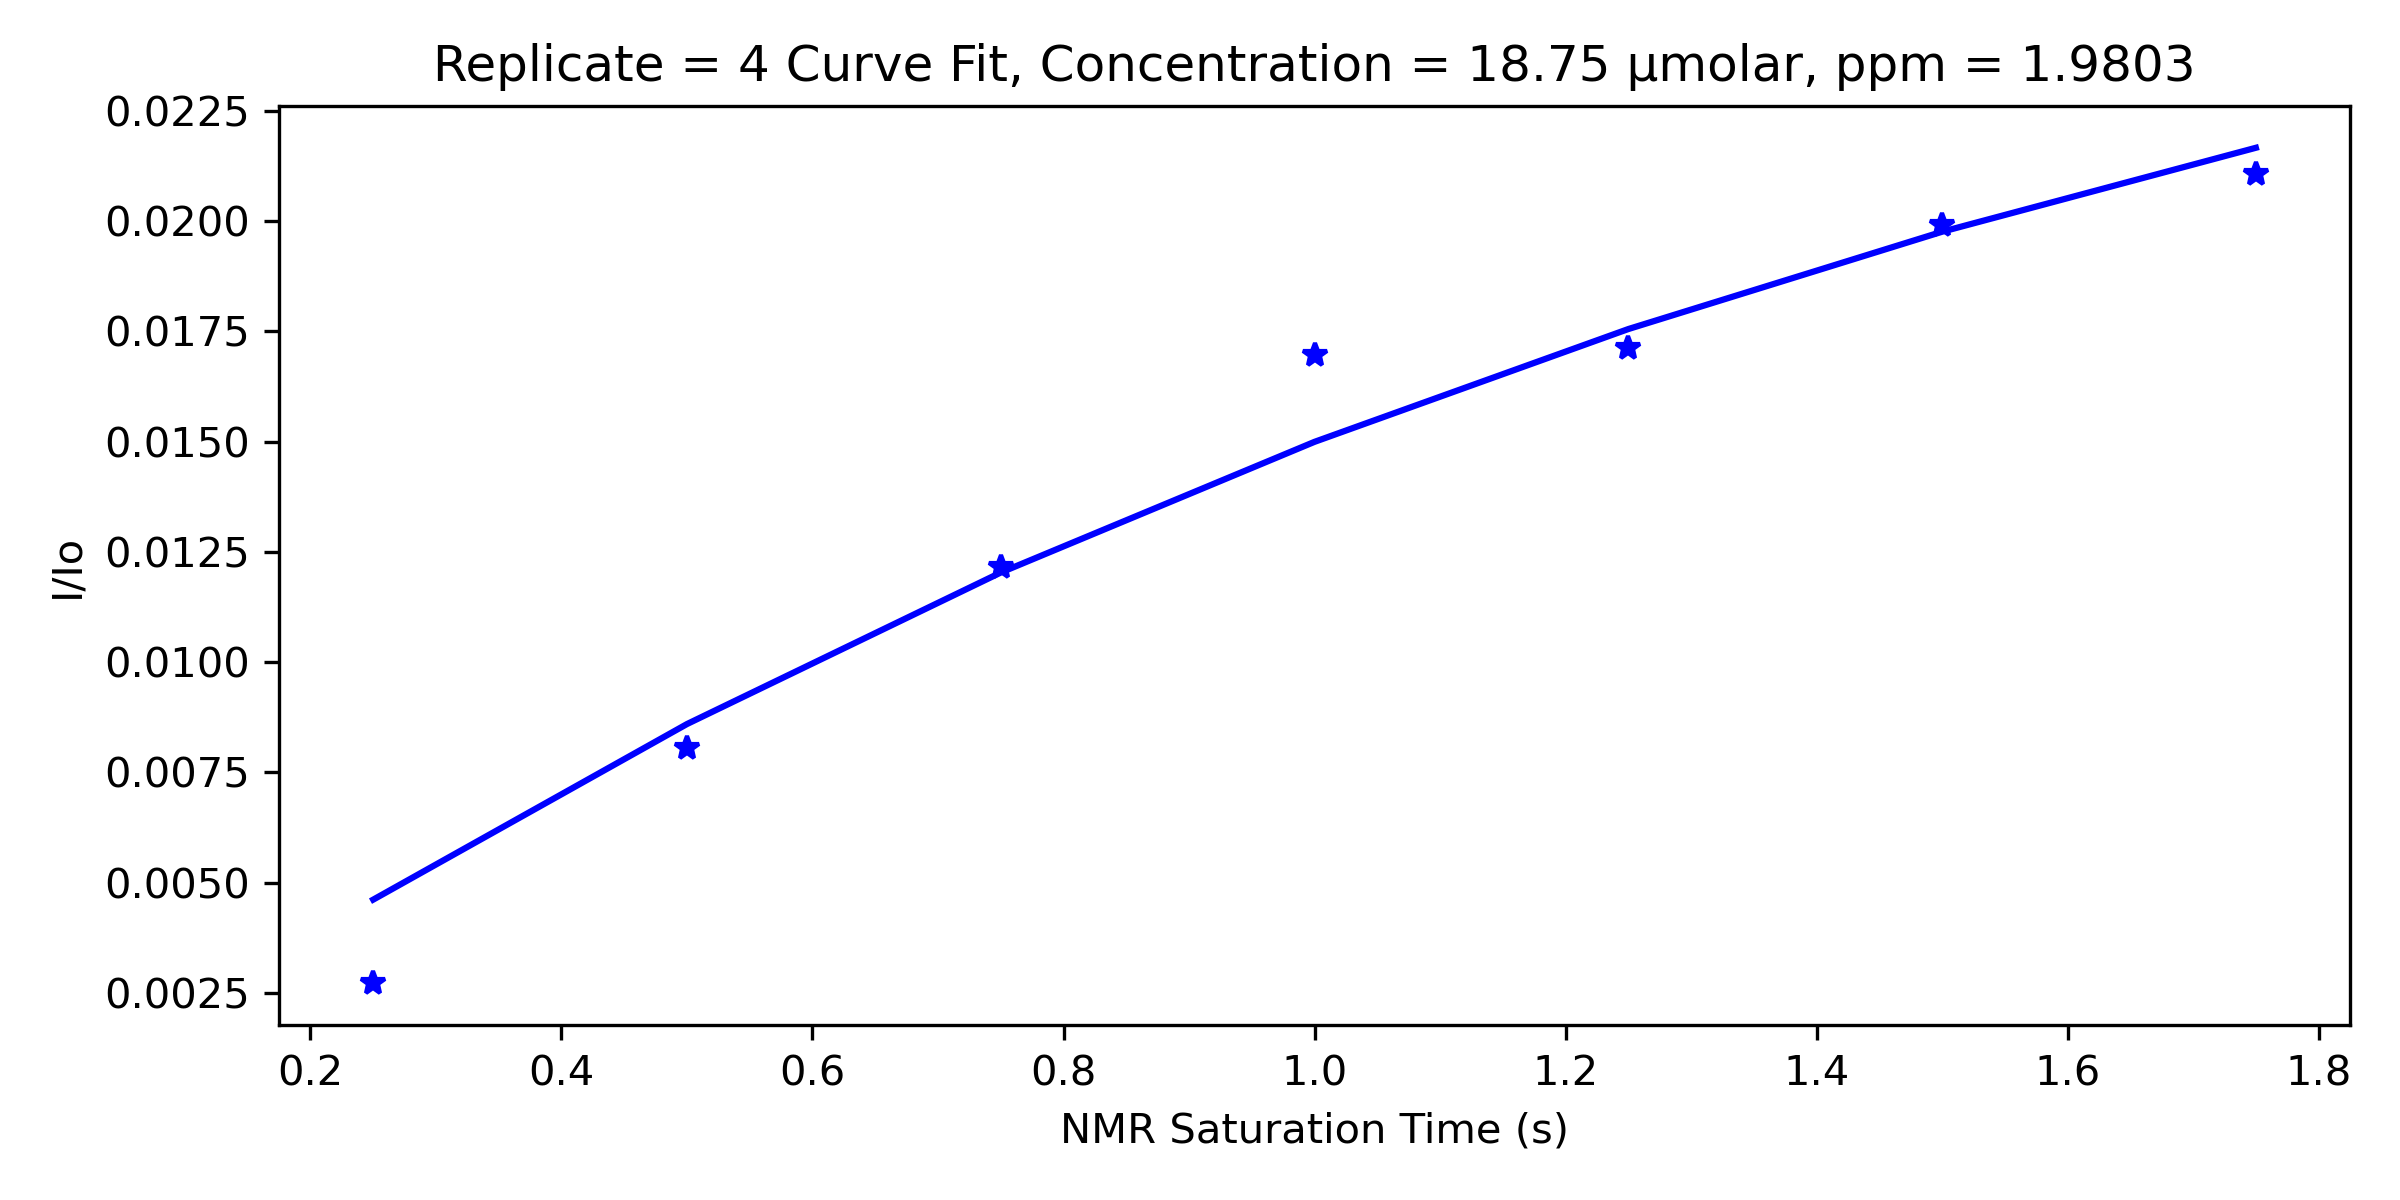 Replicate = 4 Curve Fit, Concentration = 18.75 μmolar, ppm = 1.9803
0.0225
0.0200
0.0175
0.0150
0.0125
0.0100
0.0075
0.0050
0.0025
I/Io
0.2 0.4 0.6 0.8 1.0 1.2 1.4 1.6 1.8
NMR Saturation Time (s)